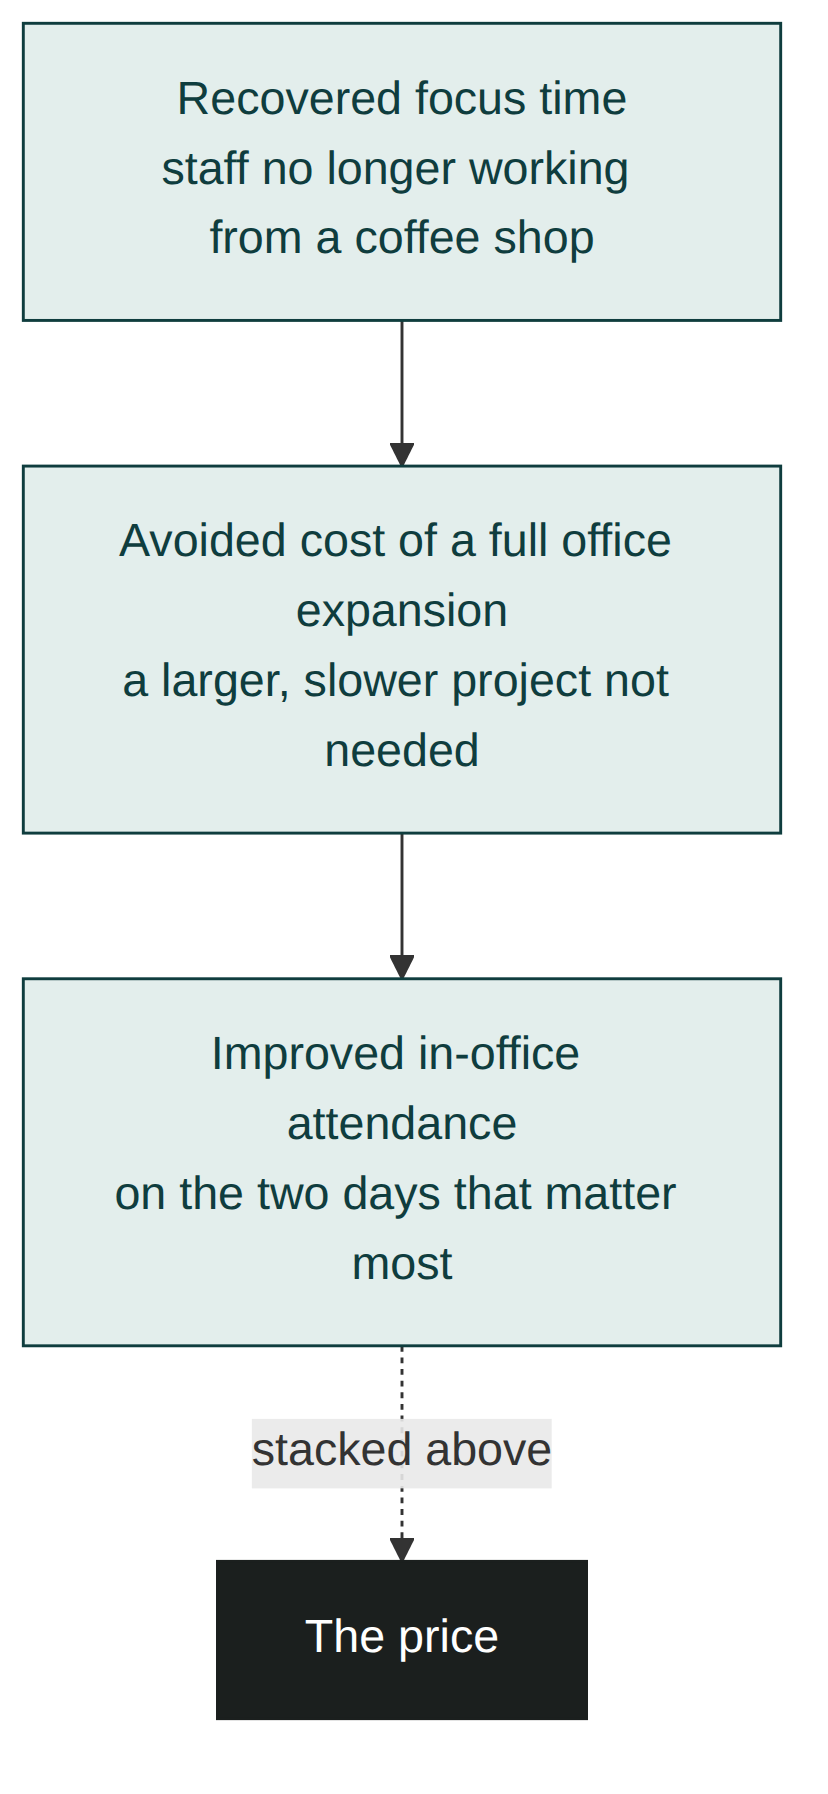 Recovered focus time
staff no longer working
from a coffee shop
Avoided cost of a full office
expansion
a larger, slower project not
needed
Improved in-office
attendance
on the two days that matter
most
stacked above
The price